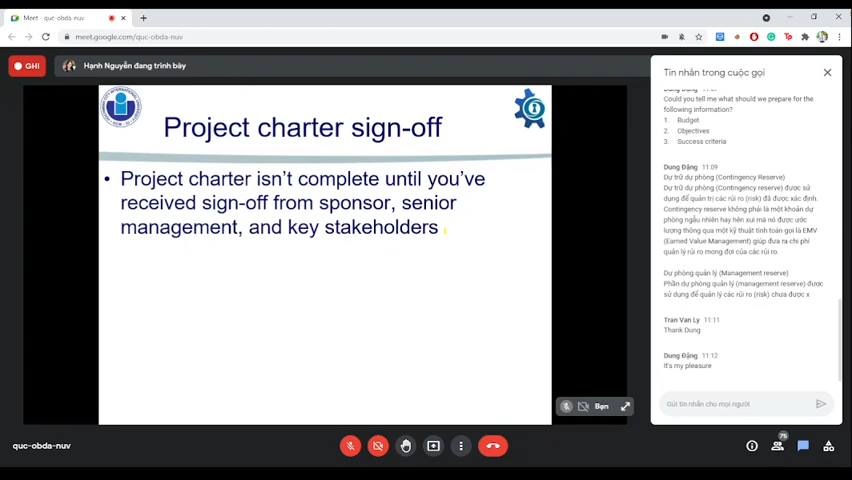 Meet - quc-obda-nuv
meet.google.com/quc-obda-nuv
GHI
Hạnh Nguyễn đang trình bày
Project charter sign-off
• Project charter isn't complete until you've
received sign-off from sponsor, senior
management, and key stakeholders
Bạn
Tin nhắn trong cuộc gọi
Could you tell me what should we prepare for the
following information?
1. Budget
2. Objectives
3. Success criteria
Dung Đặng 11:09
Dự trữ dự phòng (Contingency Reserve)
Dự trữ dự phòng (Contingency reserve) được sử
dụng để quản trị các rủi ro (risk) đã được xác định.
Contingency reserve không phải là một khoản dự
phòng ngẫu nhiên hay hên xui mà nó được ước
lượng thông qua một kỹ thuật tính toán gọi là EMV
(Earned Value Management) giúp đưa ra chi phí
quản lý rủi ro mong đợi của các rủi ro.
Dự phòng quản lý (Management reserve)
Phần dự phòng quản lý (management reserve) được
sử dụng để quản lý các rủi ro (risk) chưa được x
Tran Van Ly 11:11
Thank Dung
Dung Đặng 11:12
It's my pleasure
Gửi tin nhắn cho mọi người
quc-obda-nuv
75